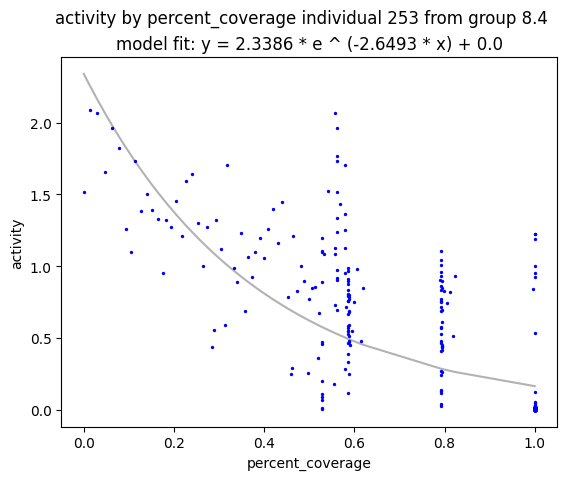 activity by percent_coverage individual 253 from group 8.4
model fit: y = 2.3386 * e ^ (-2.6493 * x) + 0.0
2.0
1.5
1.0
0.5
0.0
activity
0.0 0.2 0.4 0.6 0.8 1.0
percent_coverage